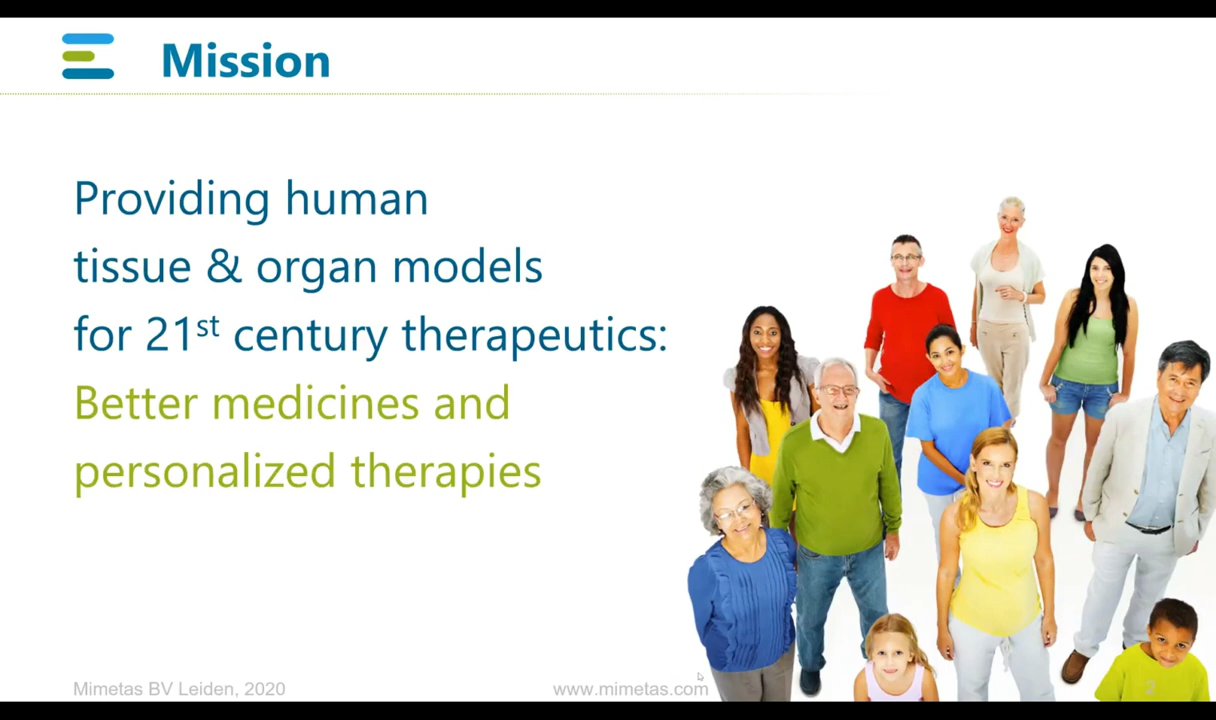 Mission
Providing human
tissue & organ models
for 21st century therapeutics:
Better medicines and
personalized therapies
Mimetas BV Leiden, 2020
www.mimetas.com
2